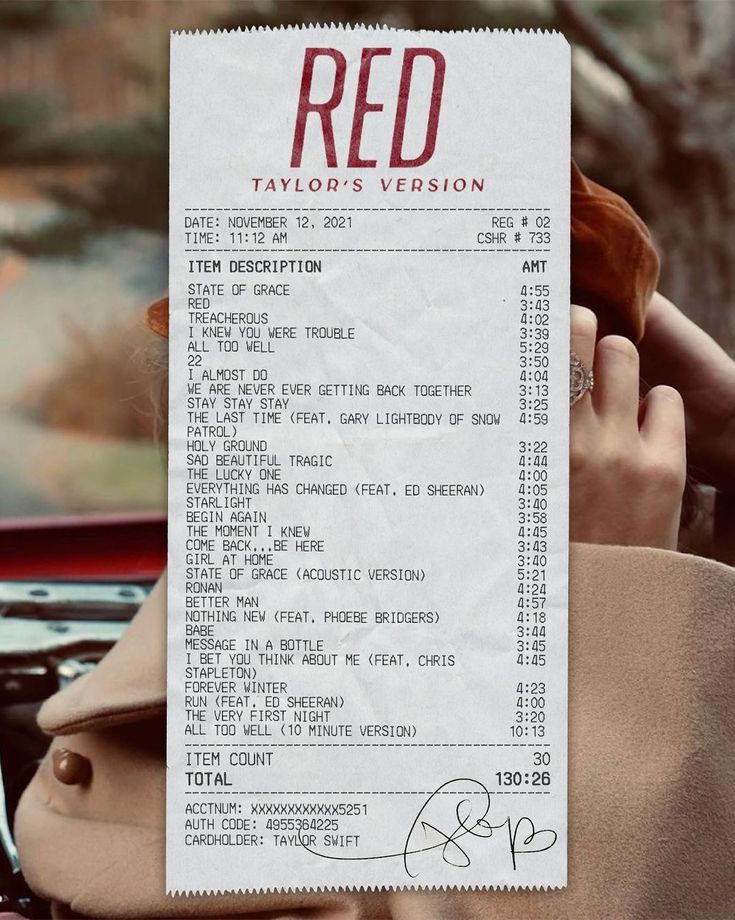 RED
TAYLOR'S VERSION
DATE: NOVEMBER 12, 2021 REG # 02
TIME: 11:12 AM CSHR # 733
ITEM DESCRIPTION AMT
STATE OF GRACE 4:55
RED 3:43
TREACHEROUS 4:02
I KNEW YOU WERE TROUBLE 3:39
ALL TOO WELL 5:29
22 3:50
I ALMOST DO 4:04
WE ARE NEVER EVER GETTING BACK TOGETHER 3:13
STAY STAY STAY 3:25
THE LAST TIME (FEAT. GARY LIGHTBODY OF SNOW 4:59
PATROL)
HOLY GROUND 3:22
SAD BEAUTIFUL TRAGIC 4:44
THE LUCKY ONE 4:00
EVERYTHING HAS CHANGED (FEAT. ED SHEERAN) 4:05
STARLIGHT 3:40
BEGIN AGAIN 3:58
THE MOMENT I KNEW 4:45
COME BACK...BE HERE 3:43
GIRL AT HOME 3:40
STATE OF GRACE (ACOUSTIC VERSION) 5:21
RONAN 4:24
BETTER MAN 4:57
NOTHING NEW (FEAT. PHOEBE BRIDGERS) 4:18
BABE 3:44
MESSAGE IN A BOTTLE 3:45
I BET YOU THINK ABOUT ME (FEAT. CHRIS 4:45
STAPLETON)
FOREVER WINTER 4:23
RUN (FEAT. ED SHEERAN) 4:00
THE VERY FIRST NIGHT 3:20
ALL TOO WELL (10 MINUTE VERSION) 10:13
ITEM COUNT 30
TOTAL 130:26
ACCTNUM: XXXXXXXXXXXX5251
AUTH CODE: 4955364225
CARDHOLDER: TAYLOR SWIFT